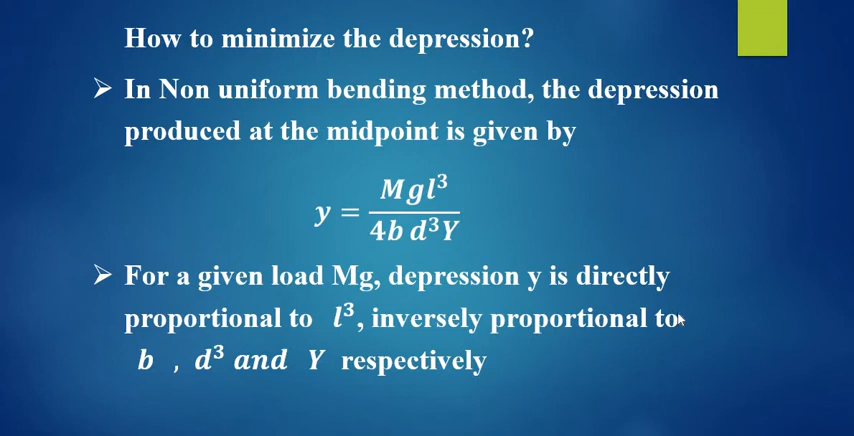 How to minimize the depression?
➢ In Non uniform bending method, the depression
produced at the midpoint is given by
y = Mgl³ / 4b d³Y
➢ For a given load Mg, depression y is directly
proportional to l³, inversely proportional to
b , d³ and Y respectively